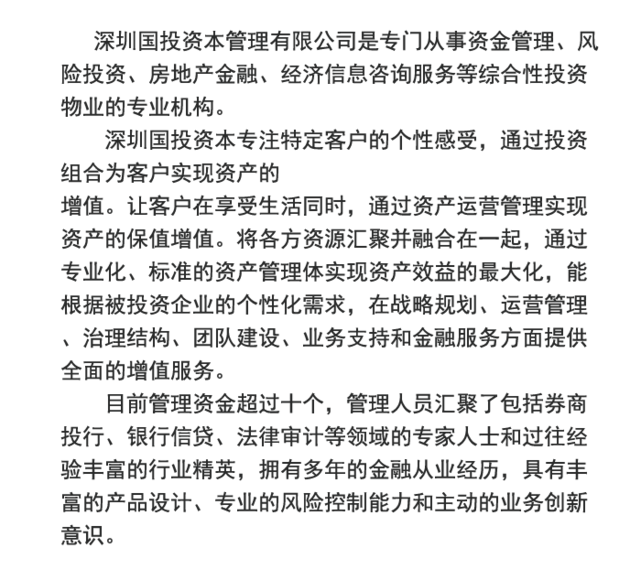 深圳国投资本管理有限公司是专门从事资金管理、风
险投资、房地产金融、经济信息咨询服务等综合性投资
物业的专业机构。
深圳国投资本专注特定客户的个性感受，通过投资
组合为客户实现资产的
增值。让客户在享受生活同时，通过资产运营管理实现
资产的保值增值。将各方资源汇聚并融合在一起，通过
专业化、标准的资产管理体实现资产效益的最大化，能
根据被投资企业的个性化需求，在战略规划、运营管理
、治理结构、团队建设、业务支持和金融服务方面提供
全面的增值服务。
目前管理资金超过十个，管理人员汇聚了包括券商
投行、银行信贷、法律审计等领域的专家人士和过往经
验丰富的行业精英，拥有多年的金融从业经历，具有丰
富的产品设计、专业的风险控制能力和主动的业务创新
意识。